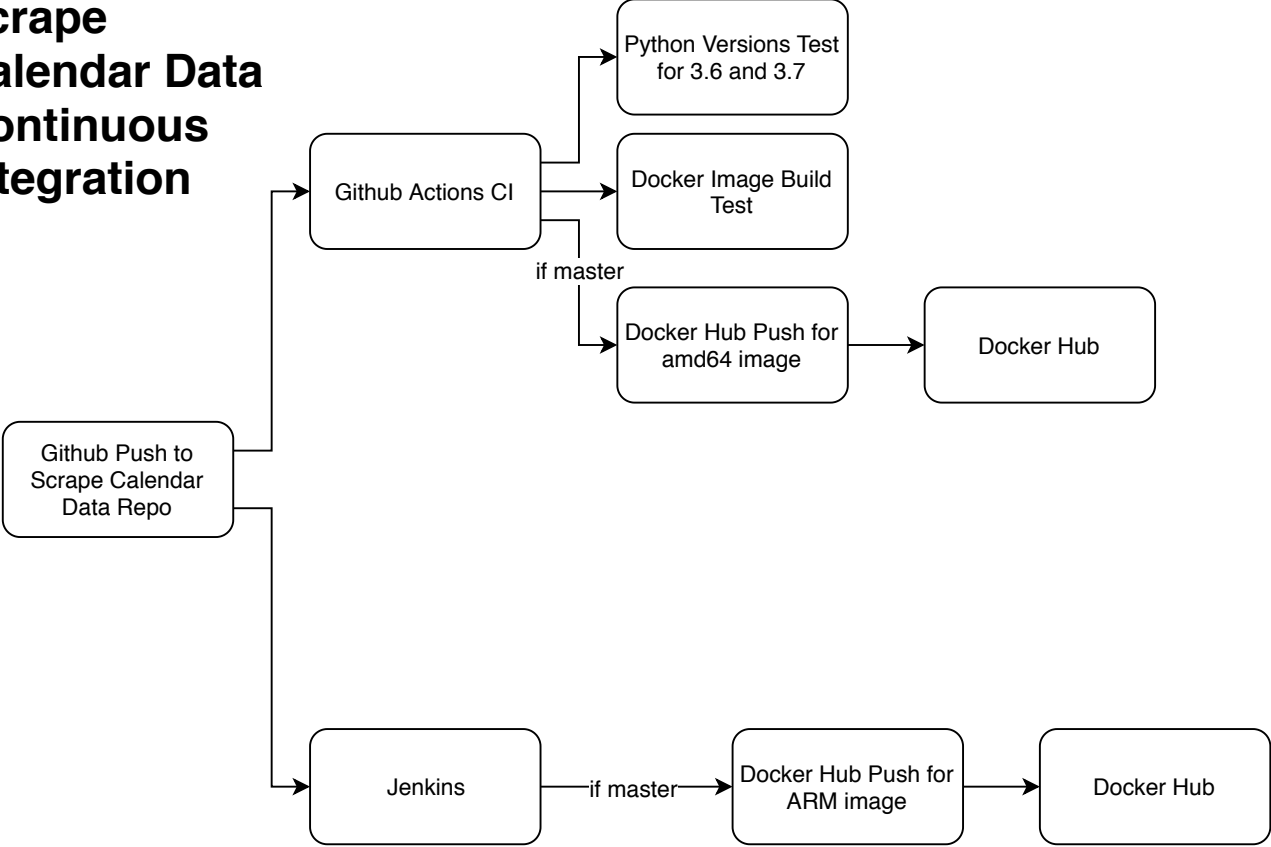 crape
alendar Data
ontinuous
tegration
Python Versions Test
for 3.6 and 3.7
Github Actions CI
Docker Image Build
Test
if master
Docker Hub Push for
amd64 image
Docker Hub
Github Push to
Scrape Calendar
Data Repo
Jenkins
if master
Docker Hub Push for
ARM image
Docker Hub